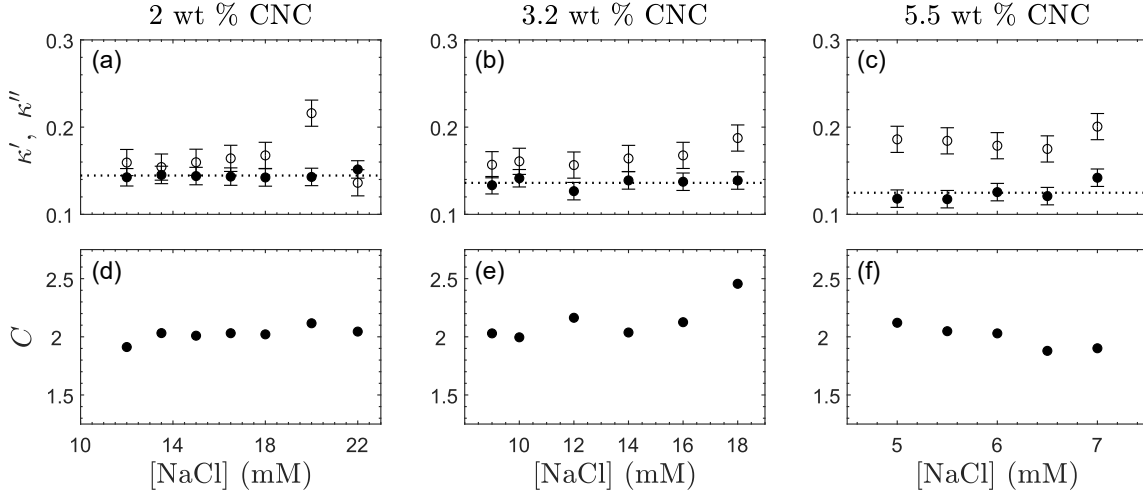 2 wt % CNC
3.2 wt % CNC
5.5 wt % CNC
κ′, κ″
0.3
0.2
0.1
(a)
0.3
0.2
0.1
(b)
0.3
0.2
0.1
(c)
C
2.5
2
1.5
(d)
10 14 18 22
[NaCl] (mM)
2.5
2
1.5
(e)
10 12 14 16 18
[NaCl] (mM)
2.5
2
1.5
(f)
5 6 7
[NaCl] (mM)